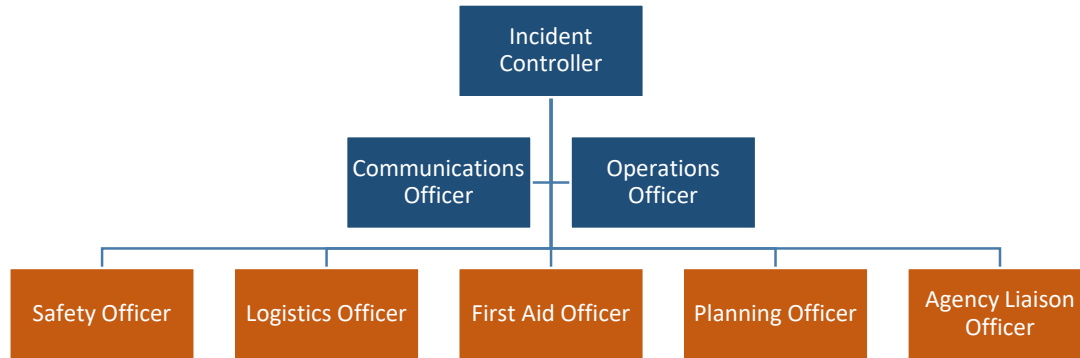 Incident
Controller
Communications
Officer
Operations
Officer
Safety Officer
Logistics Officer
First Aid Officer
Planning Officer
Agency Liaison
Officer